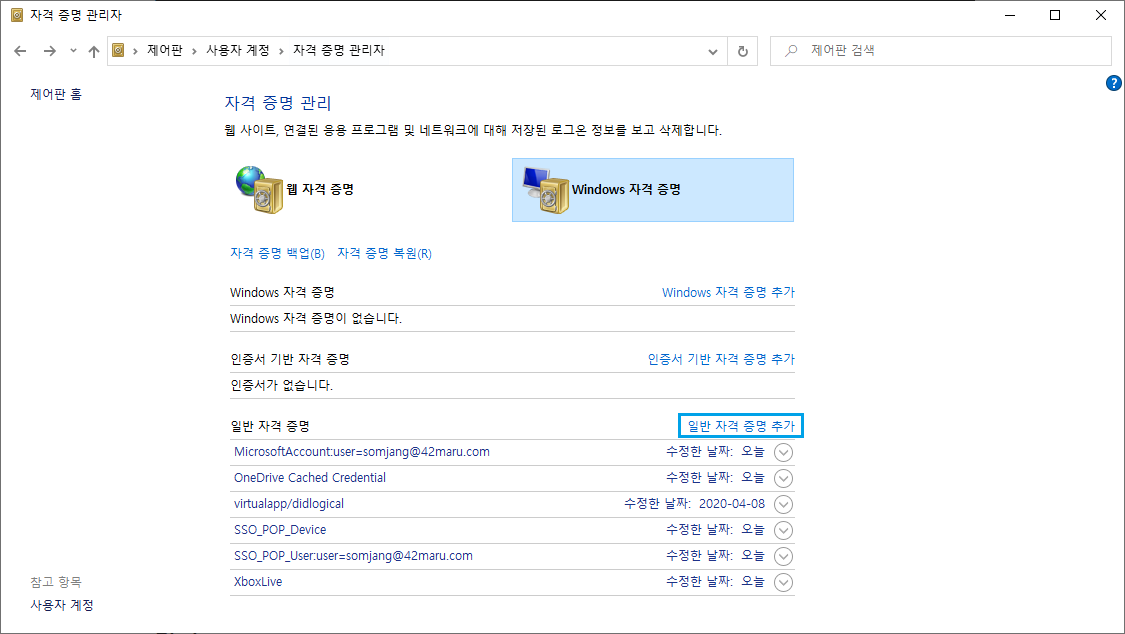 자격 증명 관리자
제어판 › 사용자 계정 › 자격 증명 관리자
제어판 검색
?
제어판 홈
자격 증명 관리
웹 사이트, 연결된 응용 프로그램 및 네트워크에 대해 저장된 로그온 정보를 보고 삭제합니다.
웹 자격 증명
Windows 자격 증명
자격 증명 백업(B) 자격 증명 복원(R)
Windows 자격 증명 Windows 자격 증명 추가
Windows 자격 증명이 없습니다.
인증서 기반 자격 증명 인증서 기반 자격 증명 추가
인증서가 없습니다.
일반 자격 증명 일반 자격 증명 추가
MicrosoftAccount:user=somjang@42maru.com 수정한 날짜: 오늘
OneDrive Cached Credential 수정한 날짜: 오늘
virtualapp/didlogical 수정한 날짜: 2020-04-08
SSO_POP_Device 수정한 날짜: 오늘
SSO_POP_User:user=somjang@42maru.com 수정한 날짜: 오늘
XboxLive 수정한 날짜: 오늘
참고 항목
사용자 계정